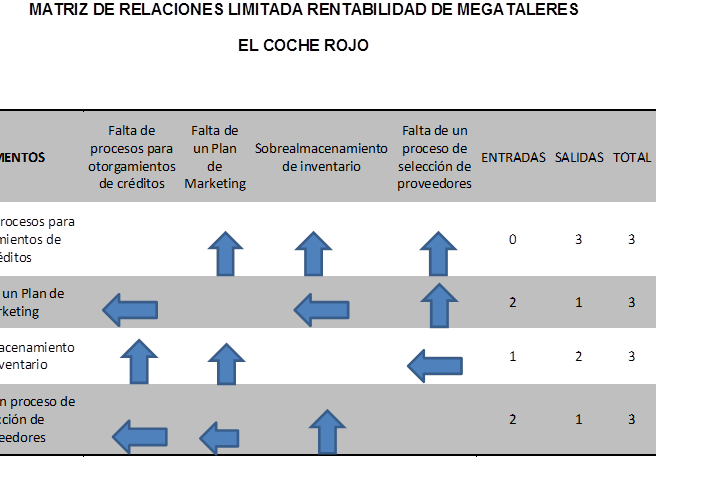 MATRIZ DE RELACIONES LIMITADA RENTABILIDAD DE MEGA TALERES
EL COCHE ROJO
MENTOS
Falta de
procesos para
otorgamientos
de créditos
Falta de
un Plan
de
Marketing
Sobrealmacenamiento
de inventario
Falta de un
proceso de
selección de
proveedores
ENTRADAS SALIDAS TOTAL
rocesos para
mientos de
éditos
0 3 3
un Plan de
rketing
2 1 3
acenamiento
ventario
1 2 3
n proceso de
ción de
eedores
2 1 3